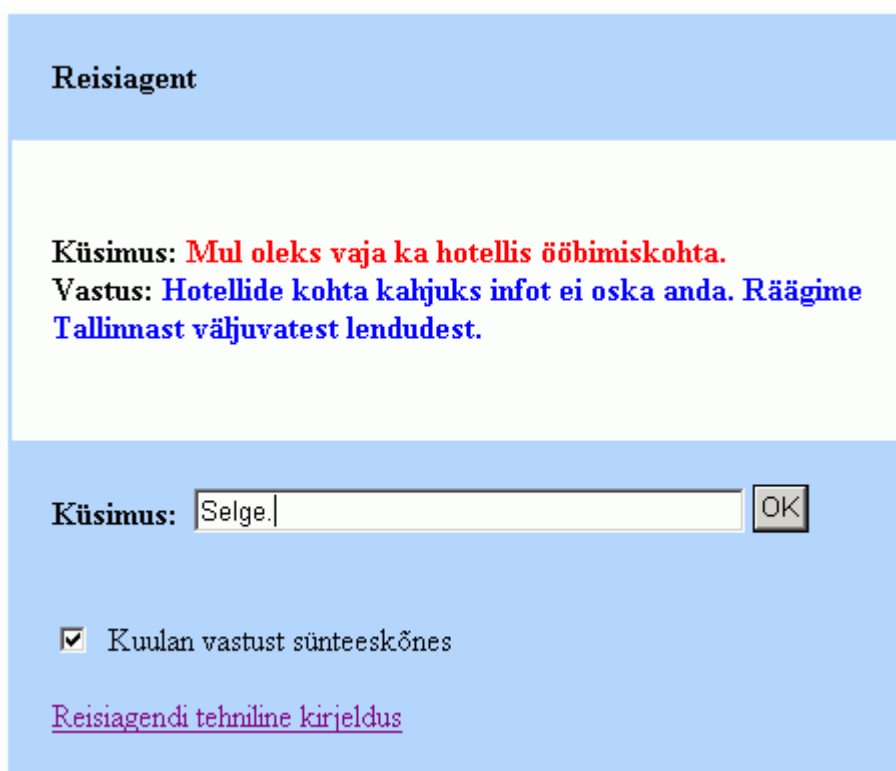 Reisiagent
Küsimus: Mul oleks vaja ka hotellis ööbimiskohta.
Vastus: Hotellide kohta kahjuks infot ei oska anda. Räägime
Tallinnast väljuvatest lendudest.
Küsimus: Selge. OK
Kuulan vastust sünteeskõnes
Reisiagendi tehniline kirjeldus